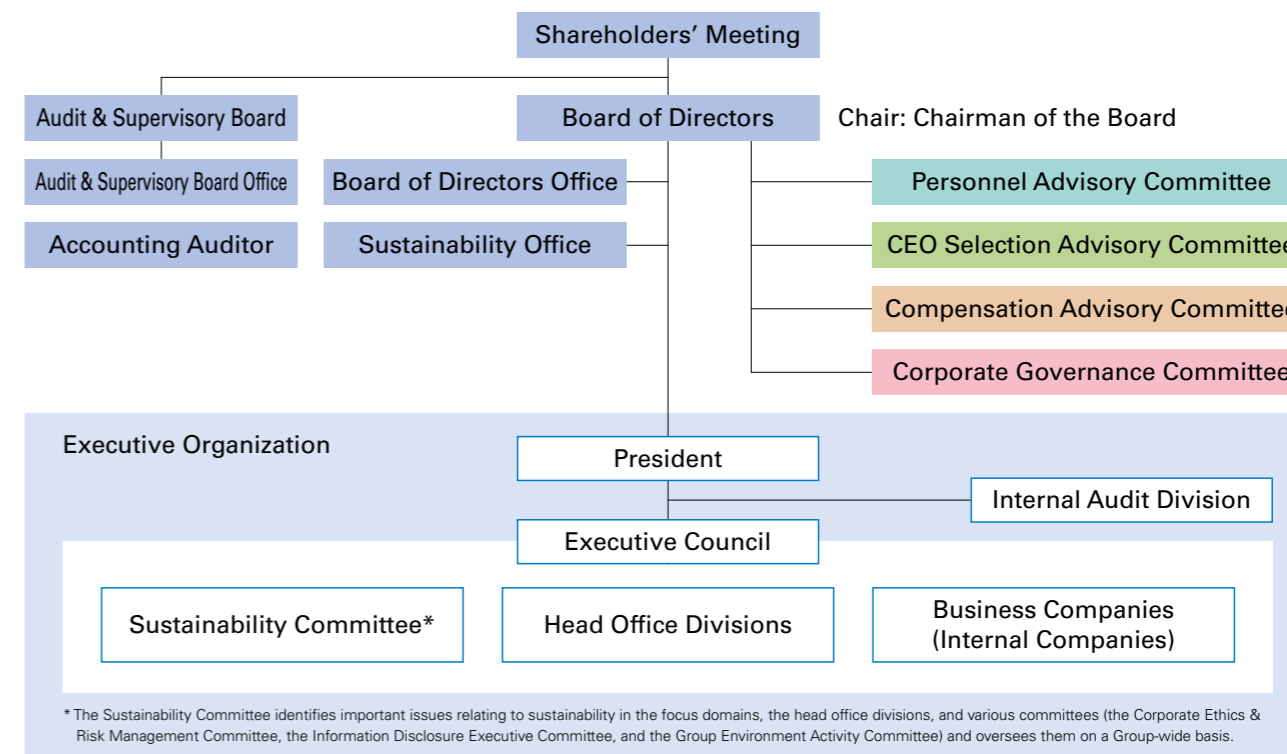 Shareholders' Meeting
Audit & Supervisory Board
Board of Directors
Chair: Chairman of the Board
Audit & Supervisory Board Office
Board of Directors Office
Personnel Advisory Committee
Accounting Auditor
Sustainability Office
CEO Selection Advisory Committee
Compensation Advisory Committee
Corporate Governance Committee
Executive Organization
President
Internal Audit Division
Executive Council
Sustainability Committee*
Head Office Divisions
Business Companies
(Internal Companies)
* The Sustainability Committee identifies important issues relating to sustainability in the focus domains, the head office divisions, and various committees (the Corporate Ethics &
Risk Management Committee, the Information Disclosure Executive Committee, and the Group Environment Activity Committee) and oversees them on a Group-wide basis.